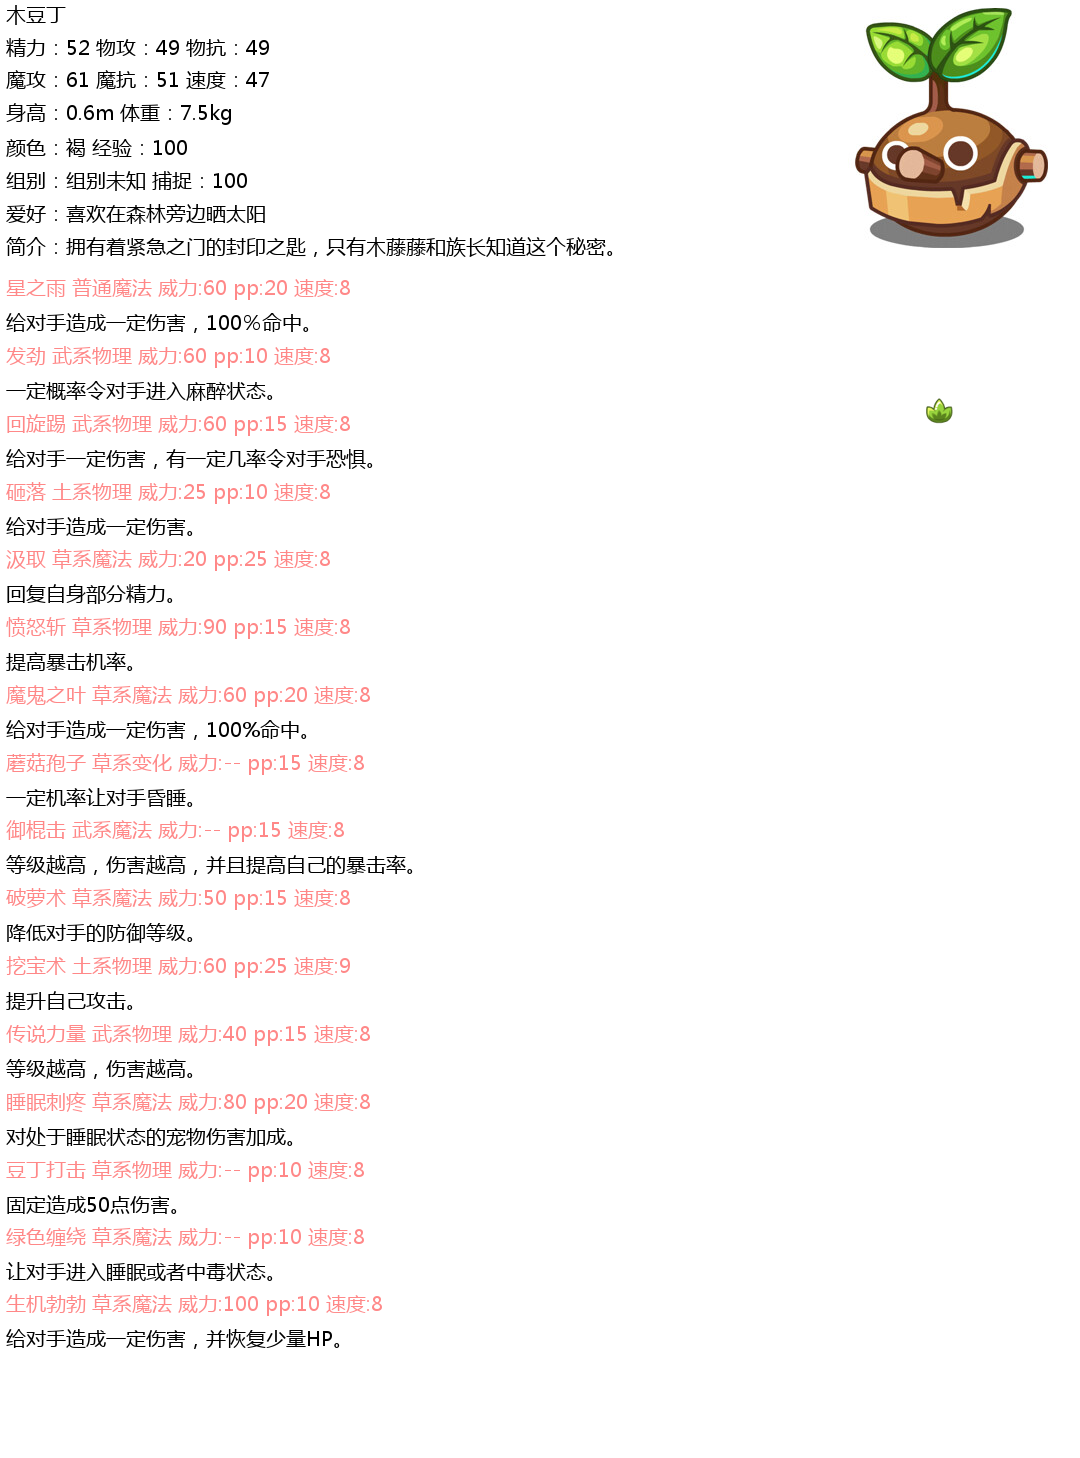 木豆丁
精力：52 物攻：49 物抗：49
魔攻：61 魔抗：51 速度：47
身高：0.6m 体重：7.5kg
颜色：褐 经验：100
组别：组别未知 捕捉：100
爱好：喜欢在森林旁边晒太阳
简介：拥有着紧急之门的封印之匙，只有木藤藤和族长知道这个秘密。
星之雨 普通魔法 威力:60 pp:20 速度:8
给对手造成一定伤害，100%命中。
发劲 武系物理 威力:60 pp:10 速度:8
一定概率令对手进入麻醉状态。
回旋踢 武系物理 威力:60 pp:15 速度:8
给对手一定伤害，有一定几率令对手恐惧。
砸落 土系物理 威力:25 pp:10 速度:8
给对手造成一定伤害。
汲取 草系魔法 威力:20 pp:25 速度:8
回复自身部分精力。
愤怒斩 草系物理 威力:90 pp:15 速度:8
提高暴击机率。
魔鬼之叶 草系魔法 威力:60 pp:20 速度:8
给对手造成一定伤害，100%命中。
蘑菇孢子 草系变化 威力:-- pp:15 速度:8
一定机率让对手昏睡。
御棍击 武系魔法 威力:-- pp:15 速度:8
等级越高，伤害越高，并且提高自己的暴击率。
破萝术 草系魔法 威力:50 pp:15 速度:8
降低对手的防御等级。
挖宝术 土系物理 威力:60 pp:25 速度:9
提升自己攻击。
传说力量 武系物理 威力:40 pp:15 速度:8
等级越高，伤害越高。
睡眠刺疼 草系魔法 威力:80 pp:20 速度:8
对处于睡眠状态的宠物伤害加成。
豆丁打击 草系物理 威力:-- pp:10 速度:8
固定造成50点伤害。
绿色缠绕 草系魔法 威力:-- pp:10 速度:8
让对手进入睡眠或者中毒状态。
生机勃勃 草系魔法 威力:100 pp:10 速度:8
给对手造成一定伤害，并恢复少量HP。